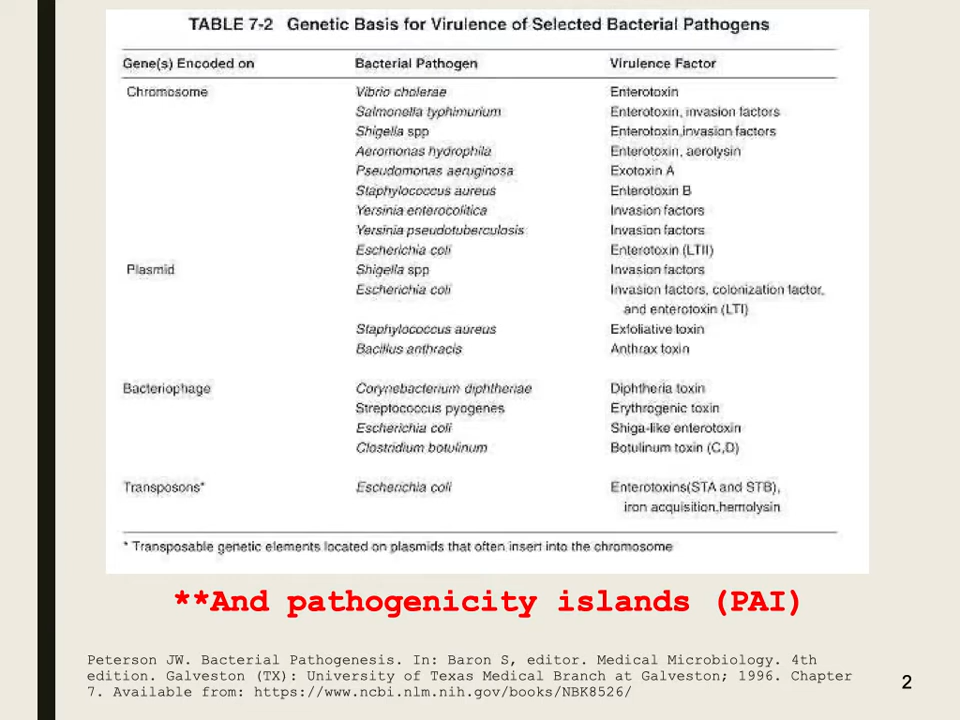 TABLE 7-2 Genetic Basis for Virulence of Selected Bacterial Pathogens
Gene(s) Encoded on Bacterial Pathogen Virulence Factor
Chromosome Vibrio cholerae Enterotoxin
Salmonella typhimurium Enterotoxin, invasion factors
Shigella spp Enterotoxin,invasion factors
Aeromonas hydrophila Enterotoxin, aerolysin
Pseudomonas aeruginosa Exotoxin A
Staphylococcus aureus Enterotoxin B
Yersinia enterocolitica Invasion factors
Yersinia pseudotuberculosis Invasion factors
Escherichia coli Enterotoxin (LTII)
Plasmid Shigella spp Invasion factors
Escherichia coli Invasion factors, colonization factor,
and enterotoxin (LTI)
Staphylococcus aureus Exfoliative toxin
Bacillus anthracis Anthrax toxin
Bacteriophage Corynebacterium diphtheriae Diphtheria toxin
Streptococcus pyogenes Erythrogenic toxin
Escherichia coli Shiga-like enterotoxin
Clostridium botulinum Botulinum toxin (C,D)
Transposons* Escherichia coli Enterotoxins(STA and STB),
iron acquisition,hemolysin
* Transposable genetic elements located on plasmids that often insert into the chromosome
**And pathogenicity islands (PAI)
Peterson JW. Bacterial Pathogenesis. In: Baron S, editor. Medical Microbiology. 4th
edition. Galveston (TX): University of Texas Medical Branch at Galveston; 1996. Chapter
7. Available from: https://www.ncbi.nlm.nih.gov/books/NBK8526/
2